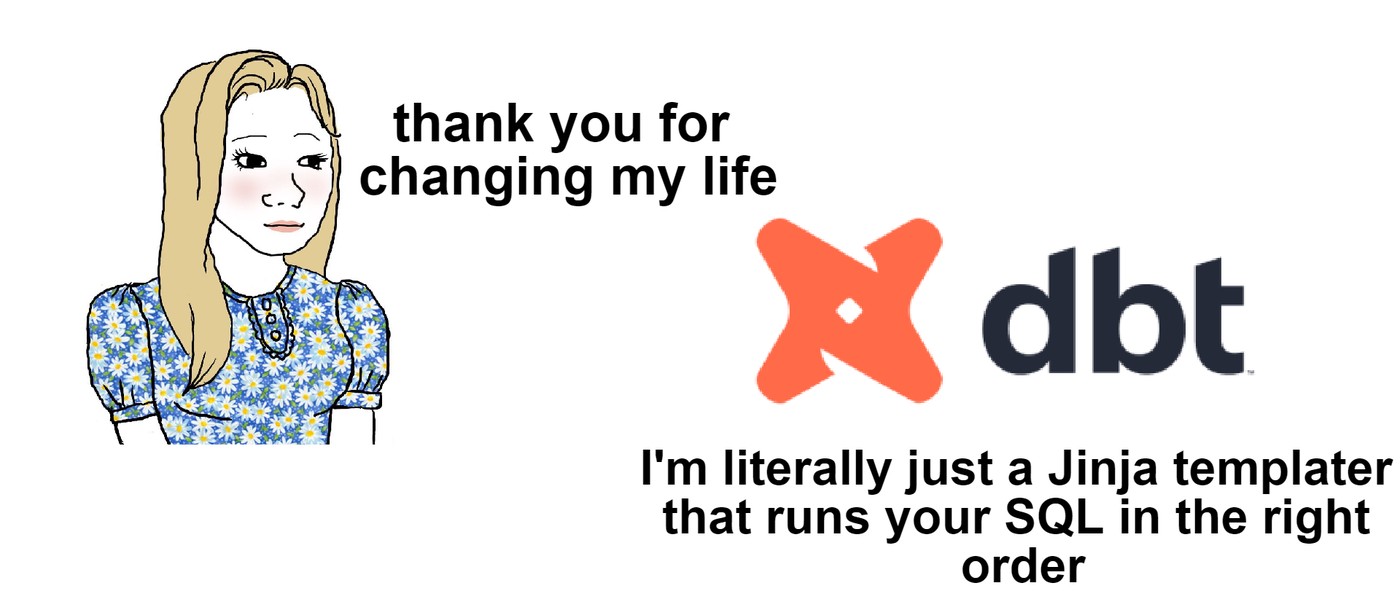 thank you for
changing my life
dbt
I'm literally just a Jinja templater
that runs your SQL in the right
order